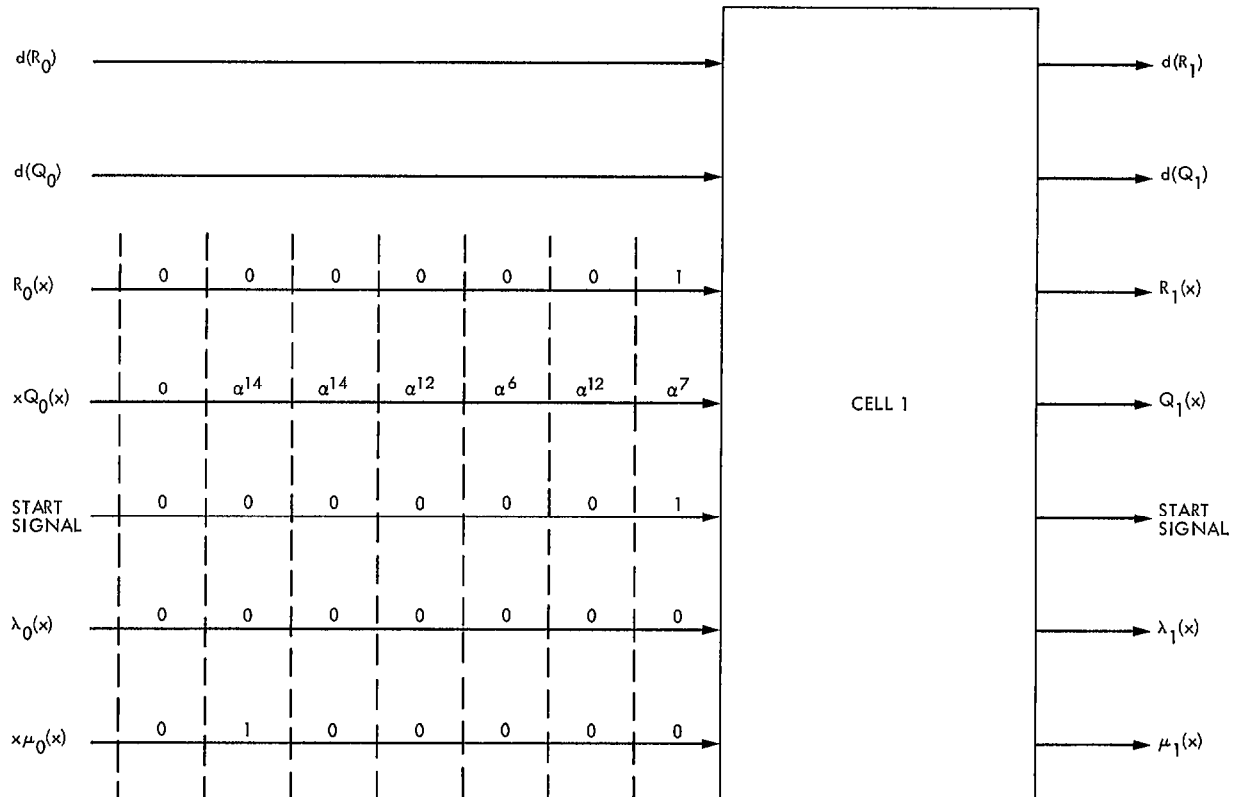 d(R₀) d(R₁)
d(Q₀) d(Q₁)
R₀(x) 0 0 0 0 0 0 1 R₁(x)
xQ₀(x) 0 α¹⁴ α¹⁴ α¹² α⁶ α¹² α⁷ CELL 1 Q₁(x)
START SIGNAL 0 0 0 0 0 0 1 START SIGNAL
λ₀(x) 0 0 0 0 0 0 0 λ₁(x)
xμ₀(x) 0 1 0 0 0 0 0 μ₁(x)